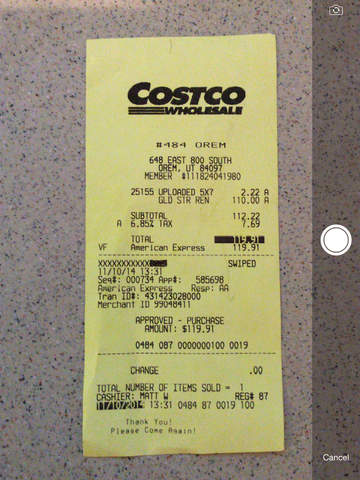 COSTCO
WHOLESALE
#484 OREM
648 EAST 800 SOUTH
OREM, UT 84097
MEMBER #111824041980
25155 UPLOADED 5X7 2.22 A
GLD STR REN 110.00 A
SUBTOTAL 112.22
A 6.85% TAX 7.69
TOTAL 119.91
VF American Express 119.91
XXXXXXXXXXX SWIPED
11/10/14 13:31
Seq#: 000734 App#: 585698
American Express Resp: AA
Tran ID#: 431423028000
Merchant ID 99048411
APPROVED - PURCHASE
AMOUNT: $119.91
0484 087 0000000100 0019
CHANGE .00
TOTAL NUMBER OF ITEMS SOLD = 1
CASHIER: MATT W REG# 87
11/10/2014 13:31 0484 87 0019 100
Thank You!
Please Come Again!
Cancel